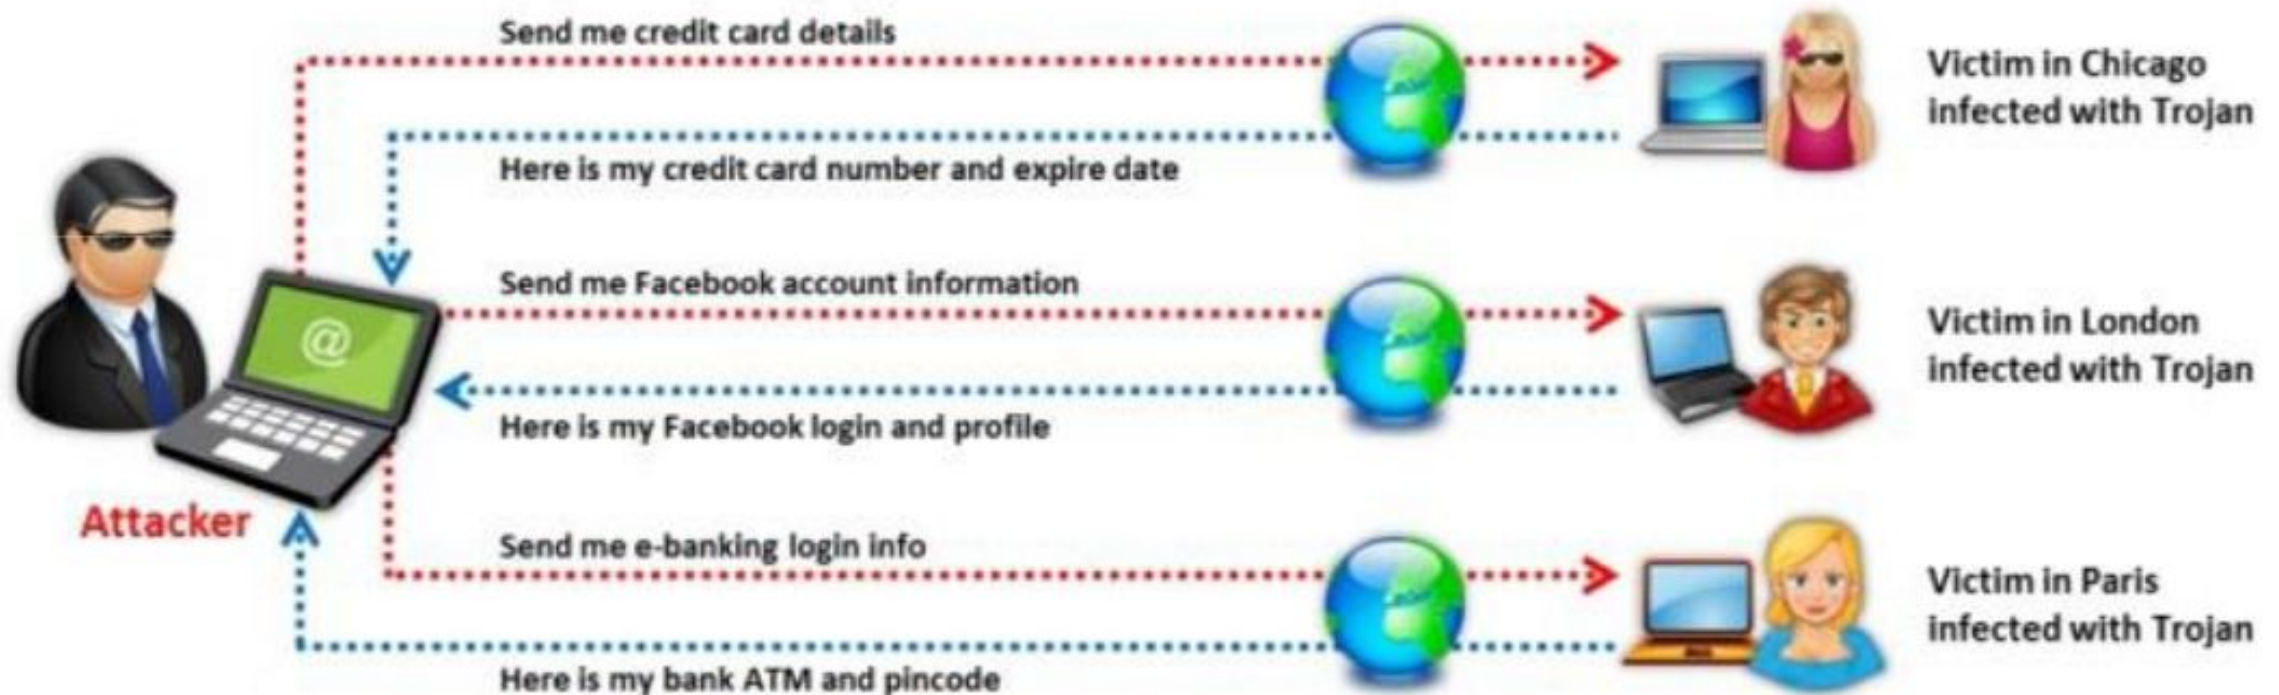 Send me credit card details
Victim in Chicago
infected with Trojan
Here is my credit card number and expire date
Send me Facebook account information
@
Victim in London
infected with Trojan
Here is my Facebook login and profile
Attacker
Send me e-banking login info
Victim in Paris
infected with Trojan
Here is my bank ATM and pincode